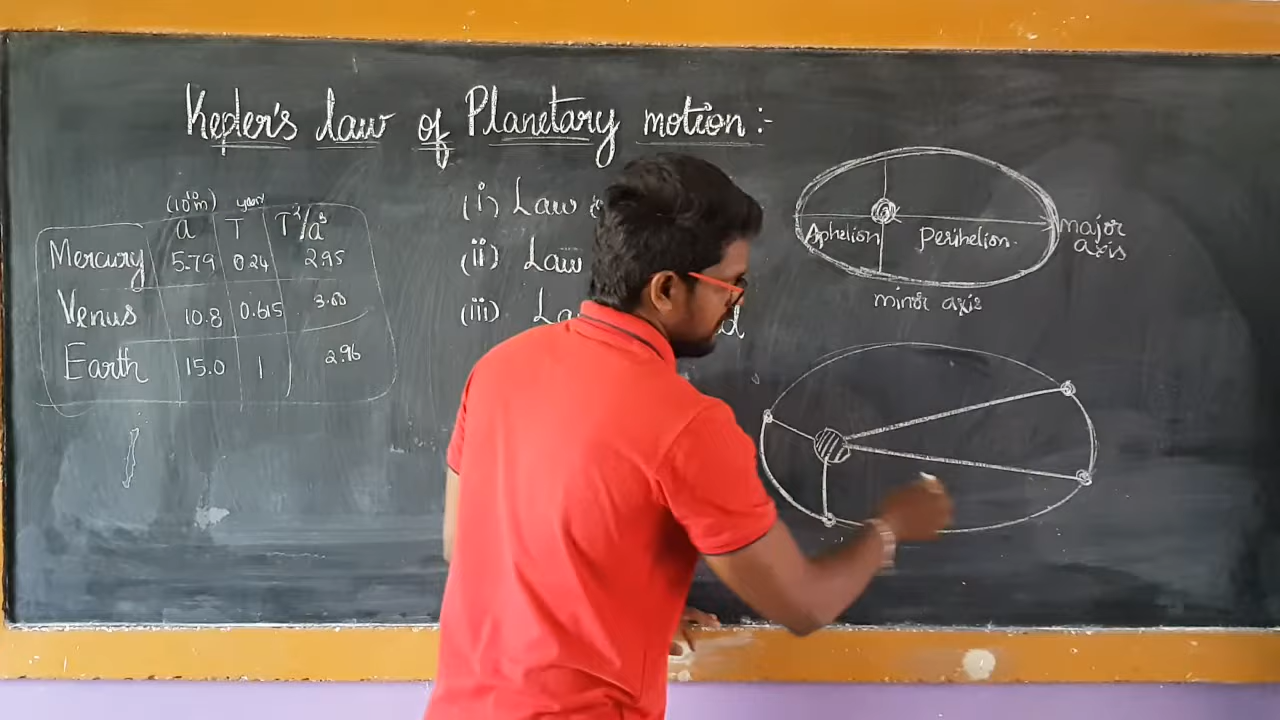 Kepler's law of Planetary motion :-
(10¹⁰m) year
a T T²/a³
Mercury 5.79 0.24 2.95
Venus 10.8 0.615 3.00
Earth 15.0 1 2.96
(i) Law
(ii) Law
(iii)
Aphelion Perihelion.
major
axis
minor axis